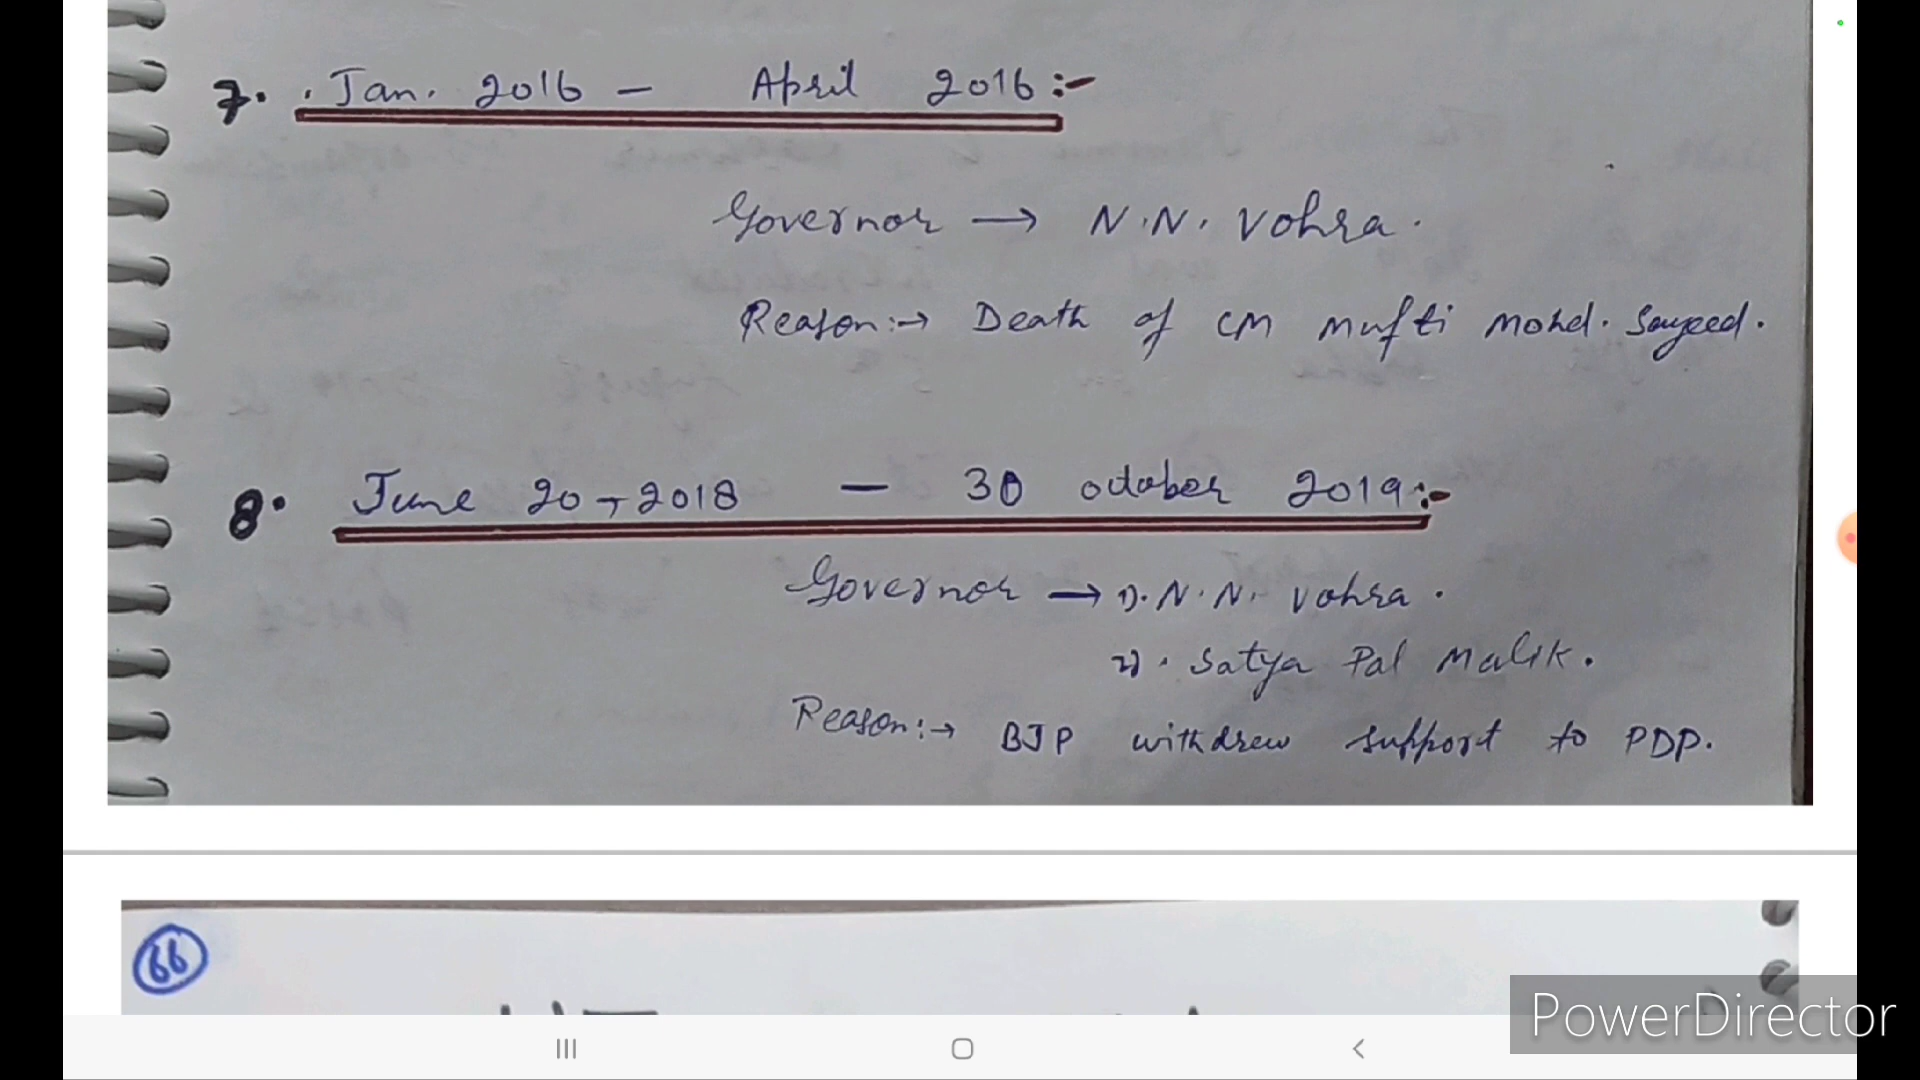 7. Jan. 2016 - April 2016:-
Governor → N.N. Vohra.
Reason:→ Death of CM Mufti Mohd. Sayeed.
8. June 20, 2018 - 30 october 2019:-
Governor → 1). N.N. Vohra.
2). Satya Pal Malik.
Reason:→ BJP withdrew support to PDP.
66
PowerDirector